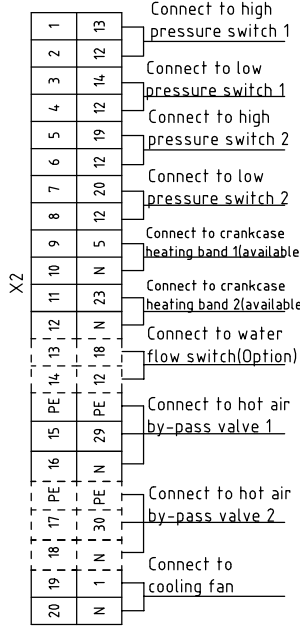 X2
1 13
2 12
3 14
4 12
5 19
6 12
7 20
8 12
9 5
10 N
11 23
12 N
13 18
14 12
PE PE
15 29
16 N
PE PE
17 30
18 N
19 1
20 N
Connect to high
pressure switch 1
Connect to low
pressure switch 1
Connect to high
pressure switch 2
Connect to low
pressure switch 2
Connect to crankcase
heating band 1(available
Connect to crankcase
heating band 2(available
Connect to water
flow switch(Option)
Connect to hot air
by-pass valve 1
Connect to hot air
by-pass valve 2
Connect to
cooling fan